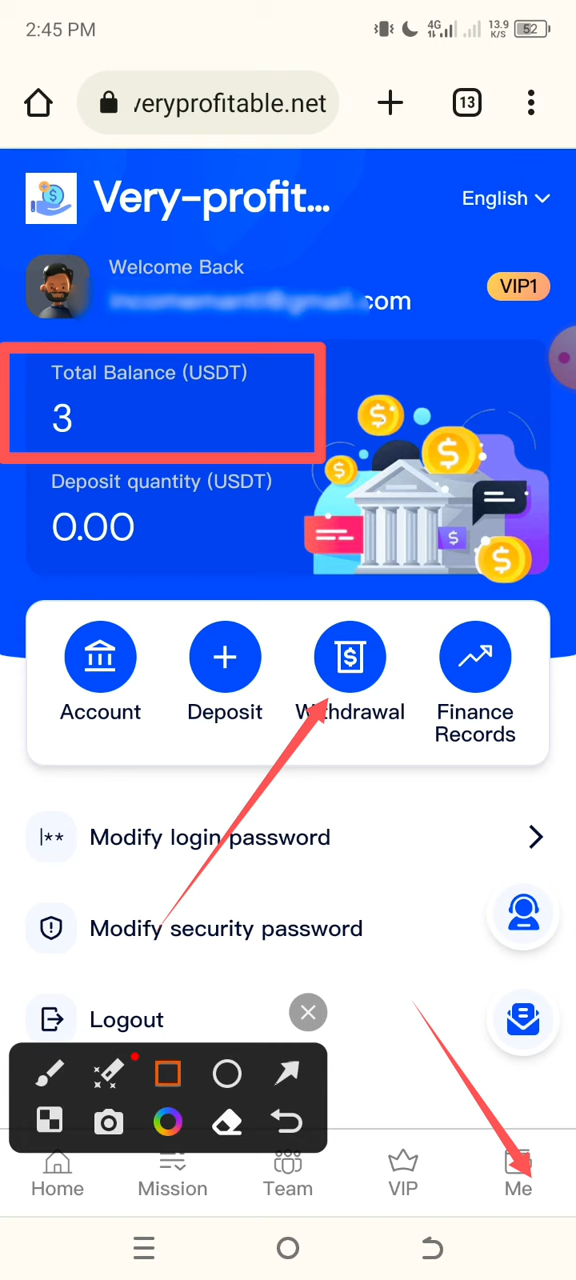 2:45 PM
4G
13.9 K/S
52
veryprofitable.net
13
Very-profit...
English
Welcome Back
com
VIP1
Total Balance (USDT)
3
Deposit quantity (USDT)
0.00
Account
Deposit
Withdrawal
Finance Records
Modify login password
Modify security password
Logout
Home
Mission
Team
VIP
Me